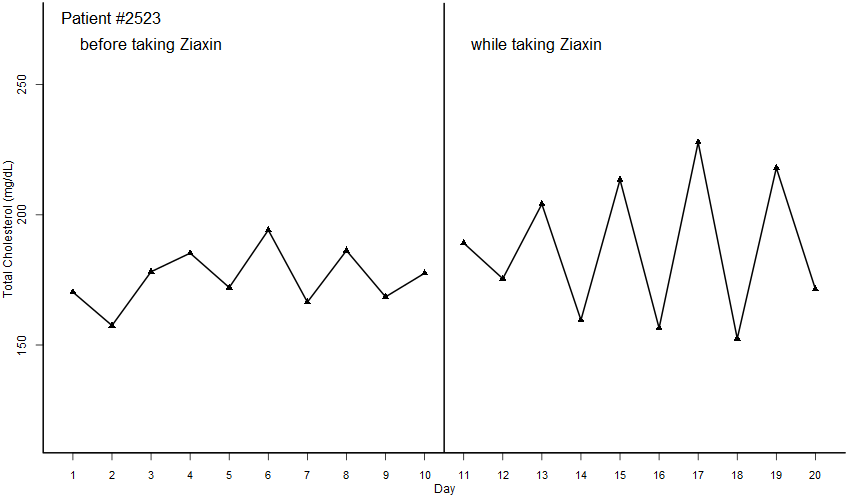 Patient #2523
before taking Ziaxin
while taking Ziaxin
250
200
150
Total Cholesterol (mg/dL)
1 2 3 4 5 6 7 8 9 10 11 12 13 14 15 16 17 18 19 20
Day